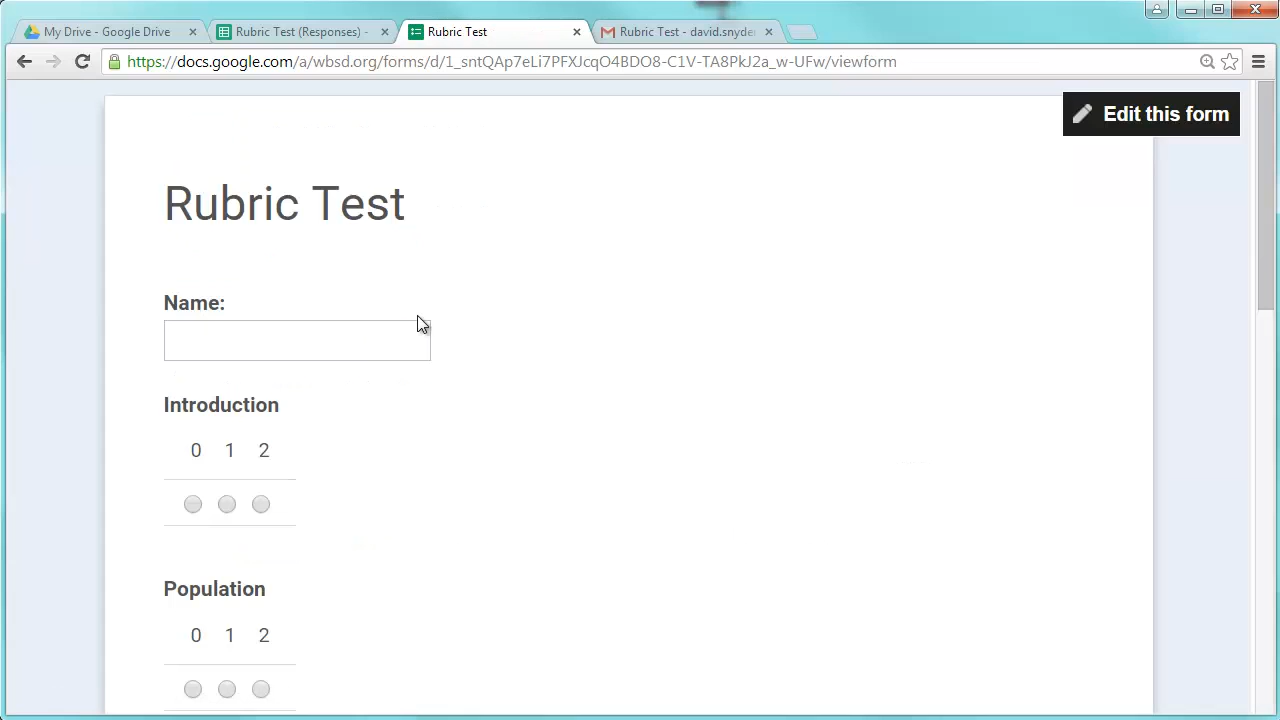 My Drive - Google Drive
Rubric Test (Responses) -
Rubric Test
Rubric Test - david.snyder
https://docs.google.com/a/wbsd.org/forms/d/1_sntQAp7eLi7PFXJcqO4BDO8-C1V-TA8PkJ2a_w-UFw/viewform
Edit this form
Rubric Test
Name:
Introduction
0 1 2
Population
0 1 2